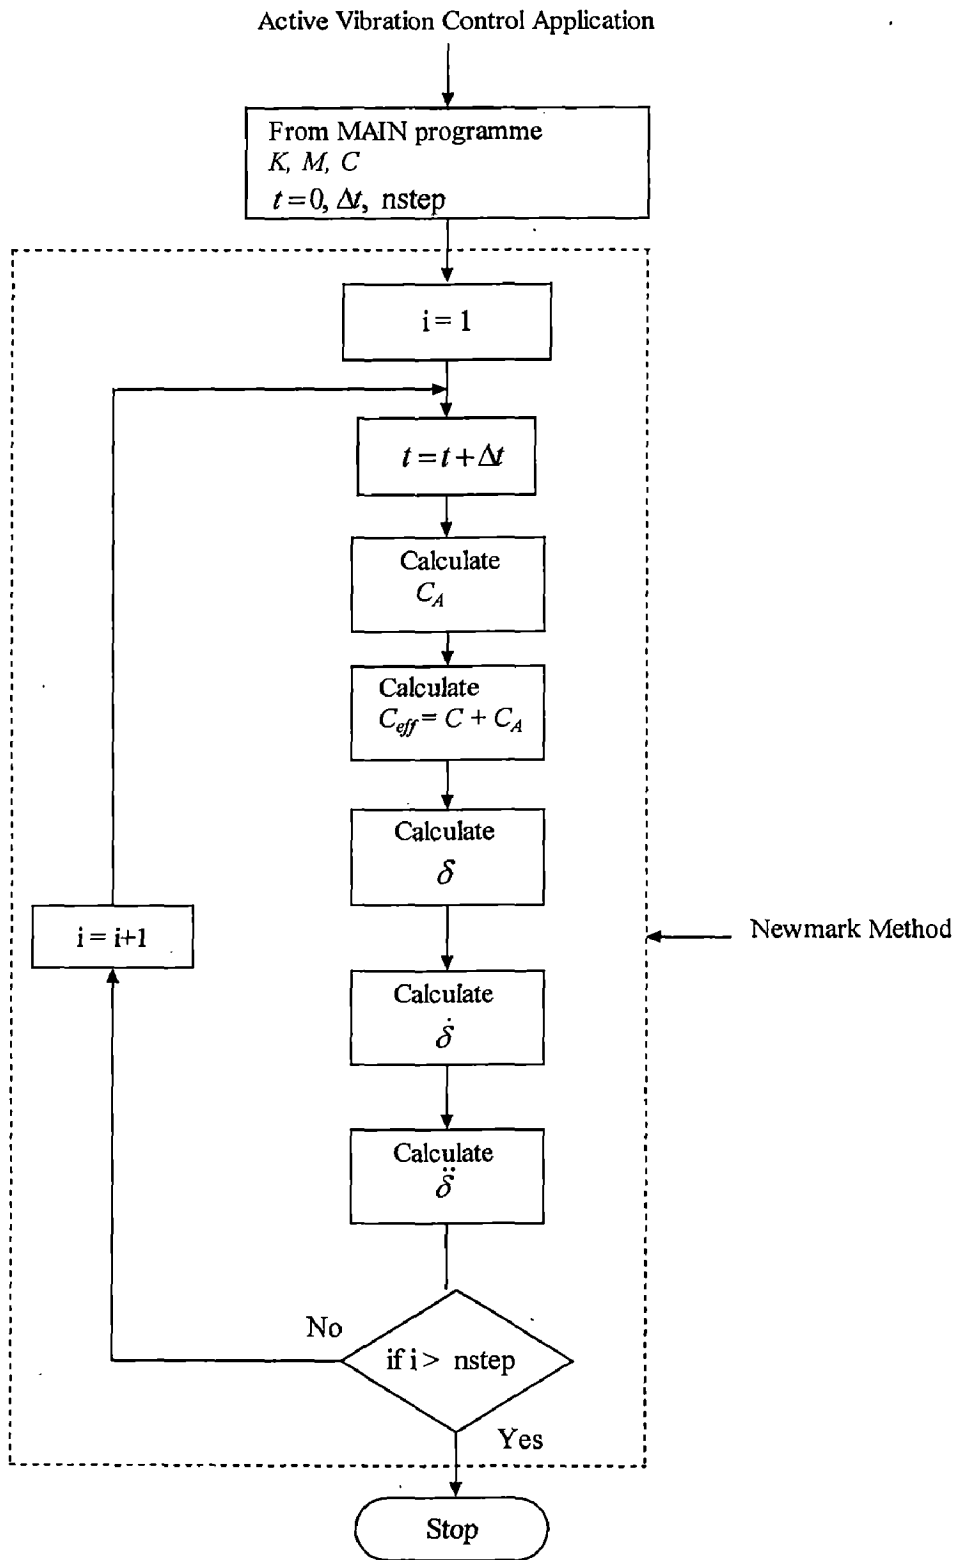 Active Vibration Control Application
From MAIN programme
K, M, C
t = 0, Δt, nstep
i = 1
t = t + Δt
Calculate
C_A
Calculate
C_eff = C + C_A
Calculate
δ
i = i+1
Newmark Method
Calculate
δ̇
Calculate
δ̈
No
if i > nstep
Yes
Stop